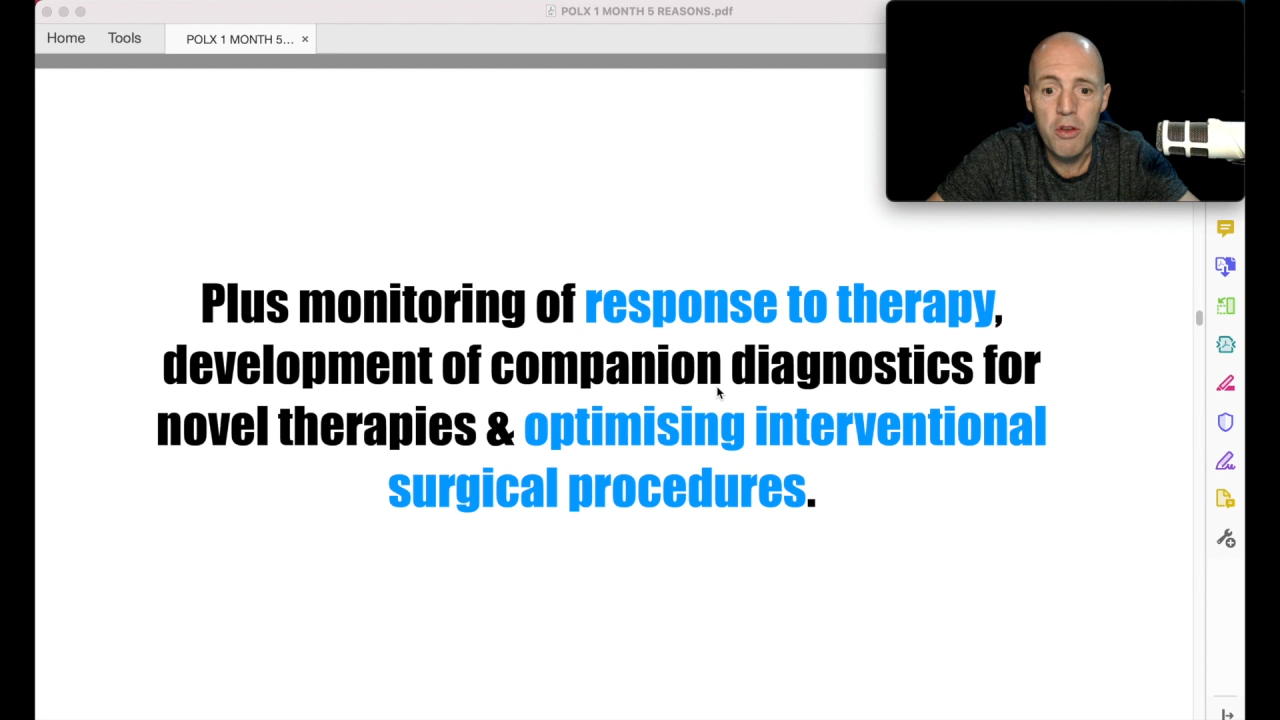 POLX 1 MONTH 5 REASONS.pdf
Home Tools POLX 1 MONTH 5... ×
Plus monitoring of response to therapy,
development of companion diagnostics for
novel therapies & optimising interventional
surgical procedures.